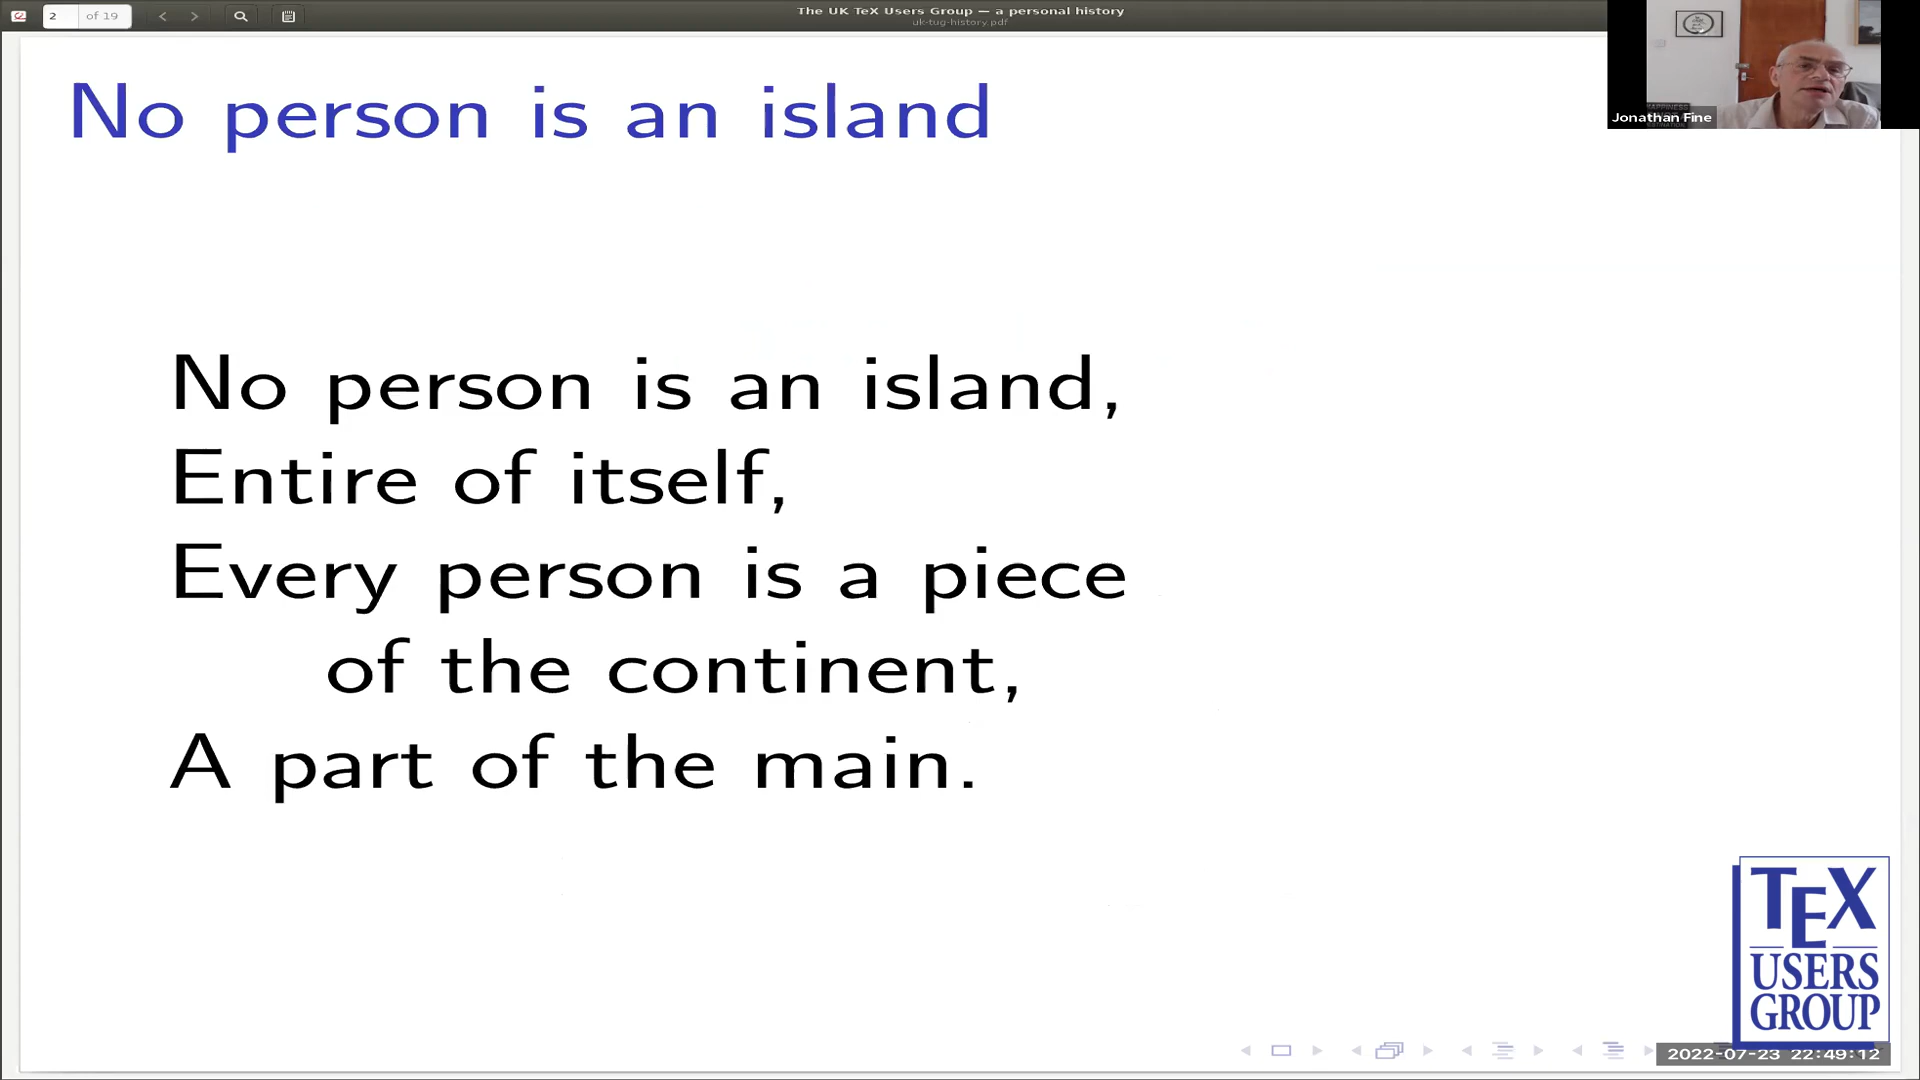 2 of 19
The UK TeX Users Group — a personal history
uk-tug-history.pdf
No person is an island
HAPPINESS
Jonathan Fine
No person is an island,
Entire of itself,
Every person is a piece
of the continent,
A part of the main.
TEX
USERS
GROUP
2022-07-23 22:49:12